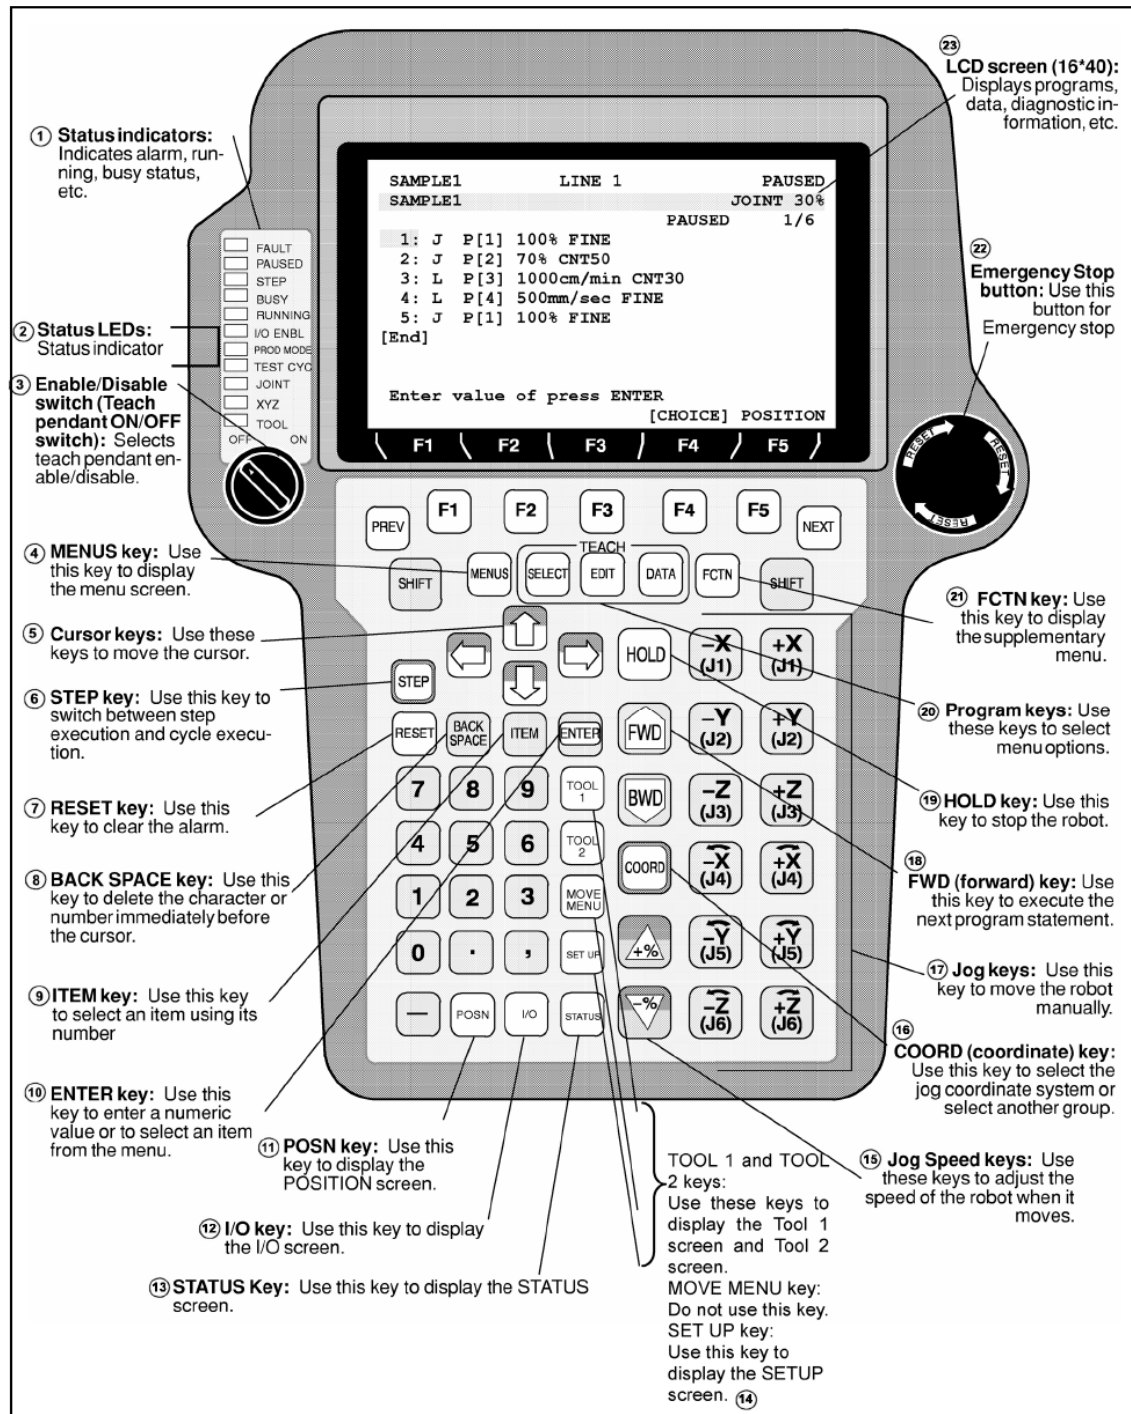 ① Status indicators:
Indicates alarm, run-
ning, busy status,
etc.
② Status LEDs:
Status indicator
③ Enable/Disable
switch (Teach
pendant ON/OFF
switch): Selects
teach pendant en-
able/disable.
④ MENUS key: Use
this key to display
the menu screen.
⑤ Cursor keys: Use these
keys to move the cursor.
⑥ STEP key: Use this key to
switch between step
execution and cycle execu-
tion.
⑦ RESET key: Use this
key to clear the alarm.
⑧ BACK SPACE key: Use this
key to delete the character or
number immediately before
the cursor.
⑨ ITEM key: Use this key
to select an item using its
number
⑩ ENTER key: Use this
key to enter a numeric
value or to select an item
from the menu.
⑪ POSN key: Use this
key to display the
POSITION screen.
⑫ I/O key: Use this key to display
the I/O screen.
⑬ STATUS Key: Use this key to display the STATUS
screen.
FAULT
PAUSED
STEP
BUSY
RUNNING
I/O ENBL
PROD MODE
TEST CYC
JOINT
XYZ
TOOL
OFF ON
SAMPLE1 LINE 1 PAUSED
SAMPLE1 JOINT 30%
PAUSED 1/6
1: J P[1] 100% FINE
2: J P[2] 70% CNT50
3: L P[3] 1000cm/min CNT30
4: L P[4] 500mm/sec FINE
5: J P[1] 100% FINE
[End]
Enter value of press ENTER
[CHOICE] POSITION
F1 F2 F3 F4 F5
PREV F1 F2 F3 F4 F5 NEXT
TEACH
SHIFT MENUS SELECT EDIT DATA FCTN SHIFT
HOLD -X (J1) +X (J1)
STEP
RESET BACK SPACE ITEM ENTER FWD -Y (J2) +Y (J2)
7 8 9 TOOL 1 BWD -Z (J3) +Z (J3)
4 5 6 TOOL 2 COORD -X (J4) +X (J4)
1 2 3 MOVE MENU
0 . , SET UP +% -Y (J5) +Y (J5)
— POSN I/O STATUS -% -Z (J6) +Z (J6)
RESET
RESET
RESET
㉓
LCD screen (16*40):
Displays programs,
data, diagnostic in-
formation, etc.
㉒
Emergency Stop
button: Use this
button for
Emergency stop
㉑ FCTN key: Use
this key to display
the supplementary
menu.
⑳ Program keys: Use
these keys to select
menu options.
⑲ HOLD key: Use this
key to stop the robot.
⑱
FWD (forward) key: Use
this key to execute the
next program statement.
⑰ Jog keys: Use this
key to move the robot
manually.
⑯
COORD (coordinate) key:
Use this key to select the
jog coordinate system or
select another group.
⑮ Jog Speed keys: Use
these keys to adjust the
speed of the robot when it
moves.
TOOL 1 and TOOL
2 keys:
Use these keys to
display the Tool 1
screen and Tool 2
screen.
MOVE MENU key:
Do not use this key.
SET UP key:
Use this key to
display the SETUP
screen. ⑭